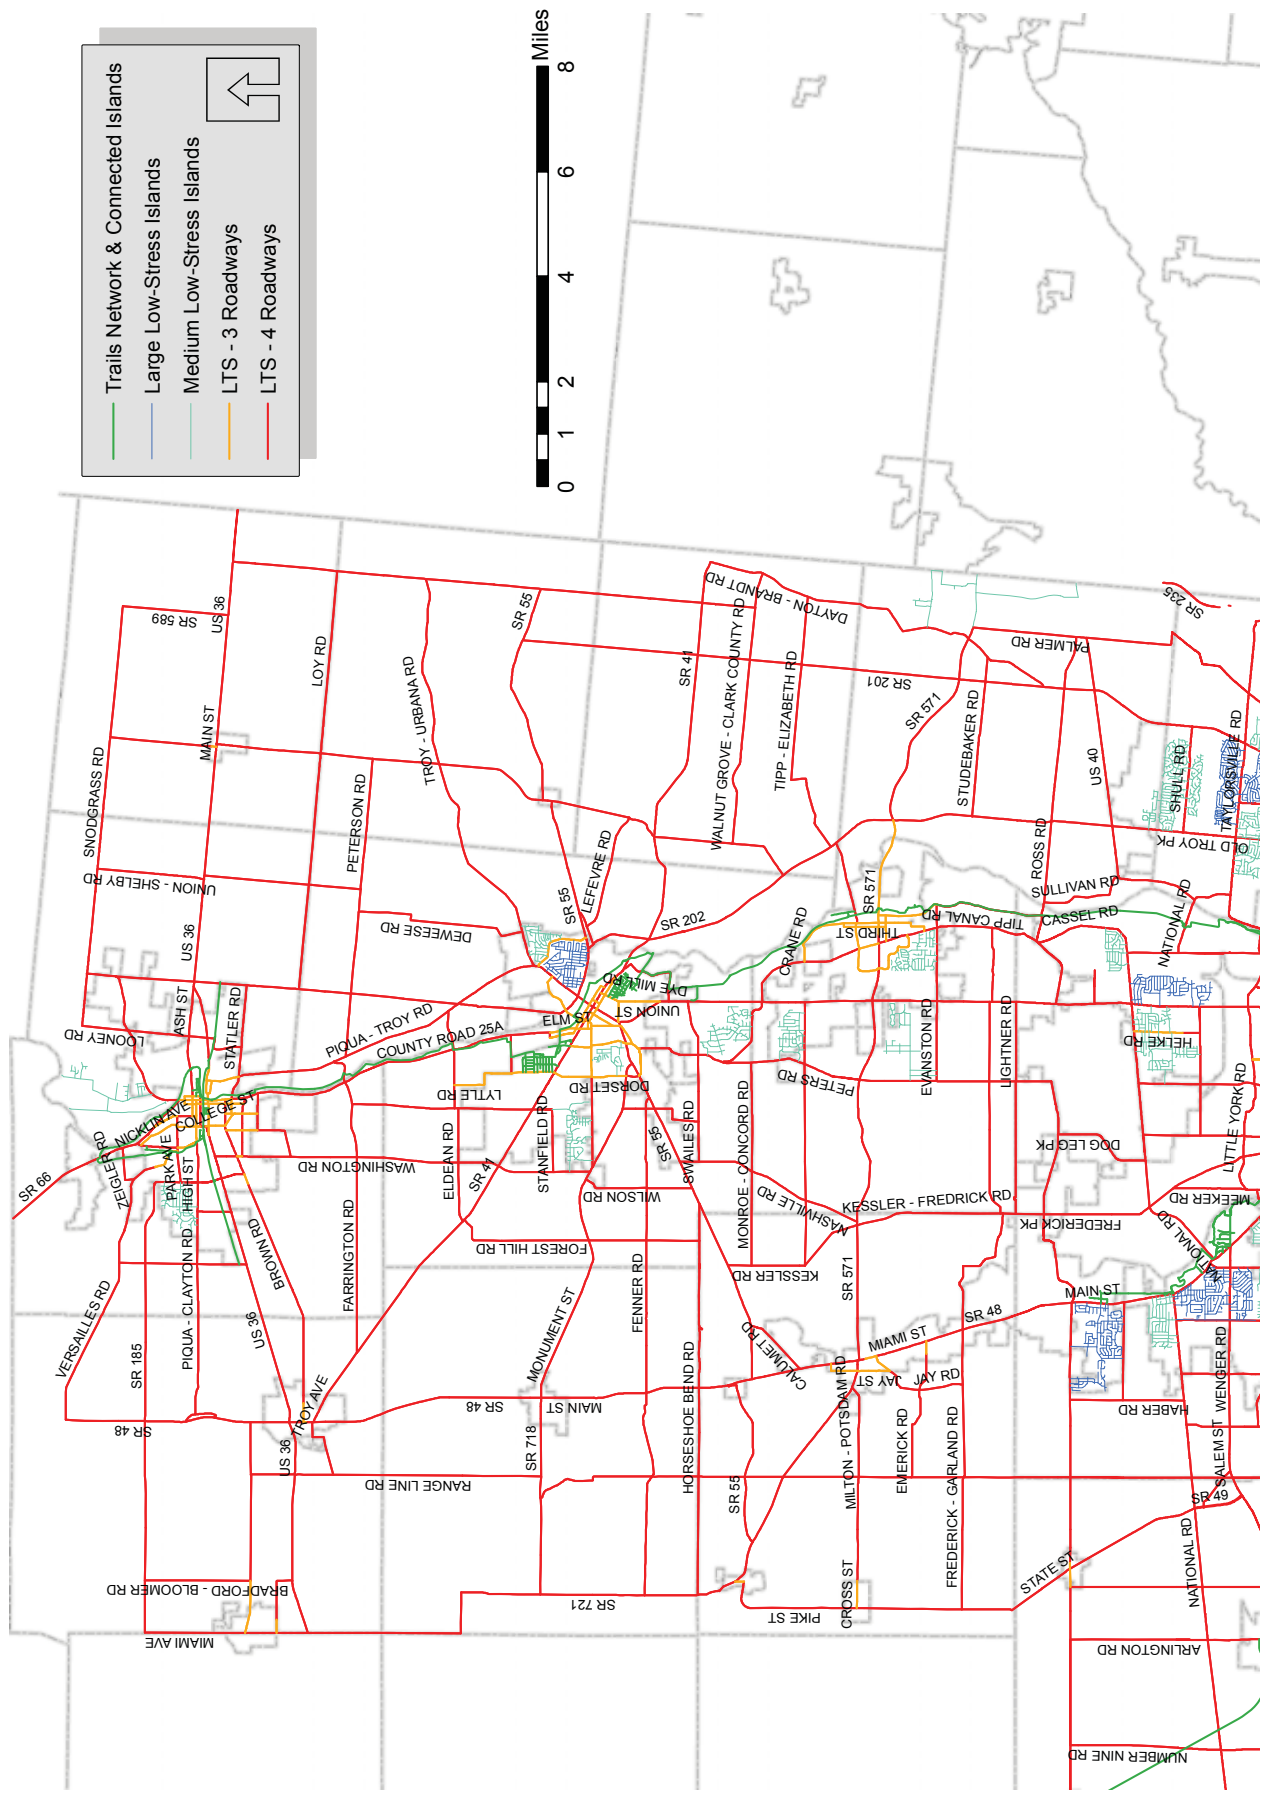 Trails Network & Connected Islands
Large Low-Stress Islands
Medium Low-Stress Islands
LTS - 3 Roadways
LTS - 4 Roadways
0 1 2 4 6 8
Miles
SR 589
US 36
SR 55
DAYTON - BRANDT RD
SR 235
LOY RD
TROY - URBANA RD
SR 41
WALNUT GROVE - CLARK COUNTY RD
TIPP - ELIZABETH RD
SR 201
SR 571
PALMER RD
MAIN ST
STUDEBAKER RD
US 40
SHULL RD
TAYLORSVILLE RD
SNODGRASS RD
PETERSON RD
OLD TROY PK
UNION - SHELBY RD
LEFEVRE RD
SR 55
ROSS RD
SULLIVAN RD
US 36
DEWEESE RD
SR 202
CRANE RD
SR 571
THIRD ST
TIPP CANAL RD
CASSEL RD
NATIONAL RD
ASH ST
STATLER RD
LOONEY RD
PIQUA - TROY RD
COUNTY ROAD 25A
ELM ST
DYE MILL RD
UNION ST
EVANSTON RD
LIGHTNER RD
HELKE RD
NICKLIN AVE
COLLEGE ST
LYTLE RD
DORSET RD
PETERS RD
LITTLE YORK RD
SR 66
ZEIGLER RD
PARK AVE
HIGH ST
WASHINGTON RD
ELDEAN RD
SR 41
STANFIELD RD
SR 55
SWAILES RD
MONROE - CONCORD RD
DOG LEG PK
WILSON RD
NASHVILLE RD
KESSLER - FREDRICK RD
FREDERICK PK
MEEKER RD
NATIONAL RD
NATIONAL
VERSAILLES RD
SR 185
PIQUA - CLAYTON RD
BROWN RD
US 36
FARRINGTON RD
FOREST HILL RD
FENNER RD
KESSLER RD
SR 571
MAIN ST
SR 48
MIAMI ST
CALUMET RD
JAY ST
JAY RD
MONUMENT ST
HORSESHOE BEND RD
MILTON - POTSDAM RD
WENGER RD
SALEM ST
HABER RD
SR 48
TROY AVE
SR 48
MAIN ST
SR 718
US 36
RANGE LINE RD
SR 55
EMERICK RD
FREDERICK - GARLAND RD
SR 49
BRADFORD - BLOOMER RD
SR 721
PIKE ST
CROSS ST
STATE ST
NATIONAL RD
MIAMI AVE
ARLINGTON RD
NUMBER NINE RD